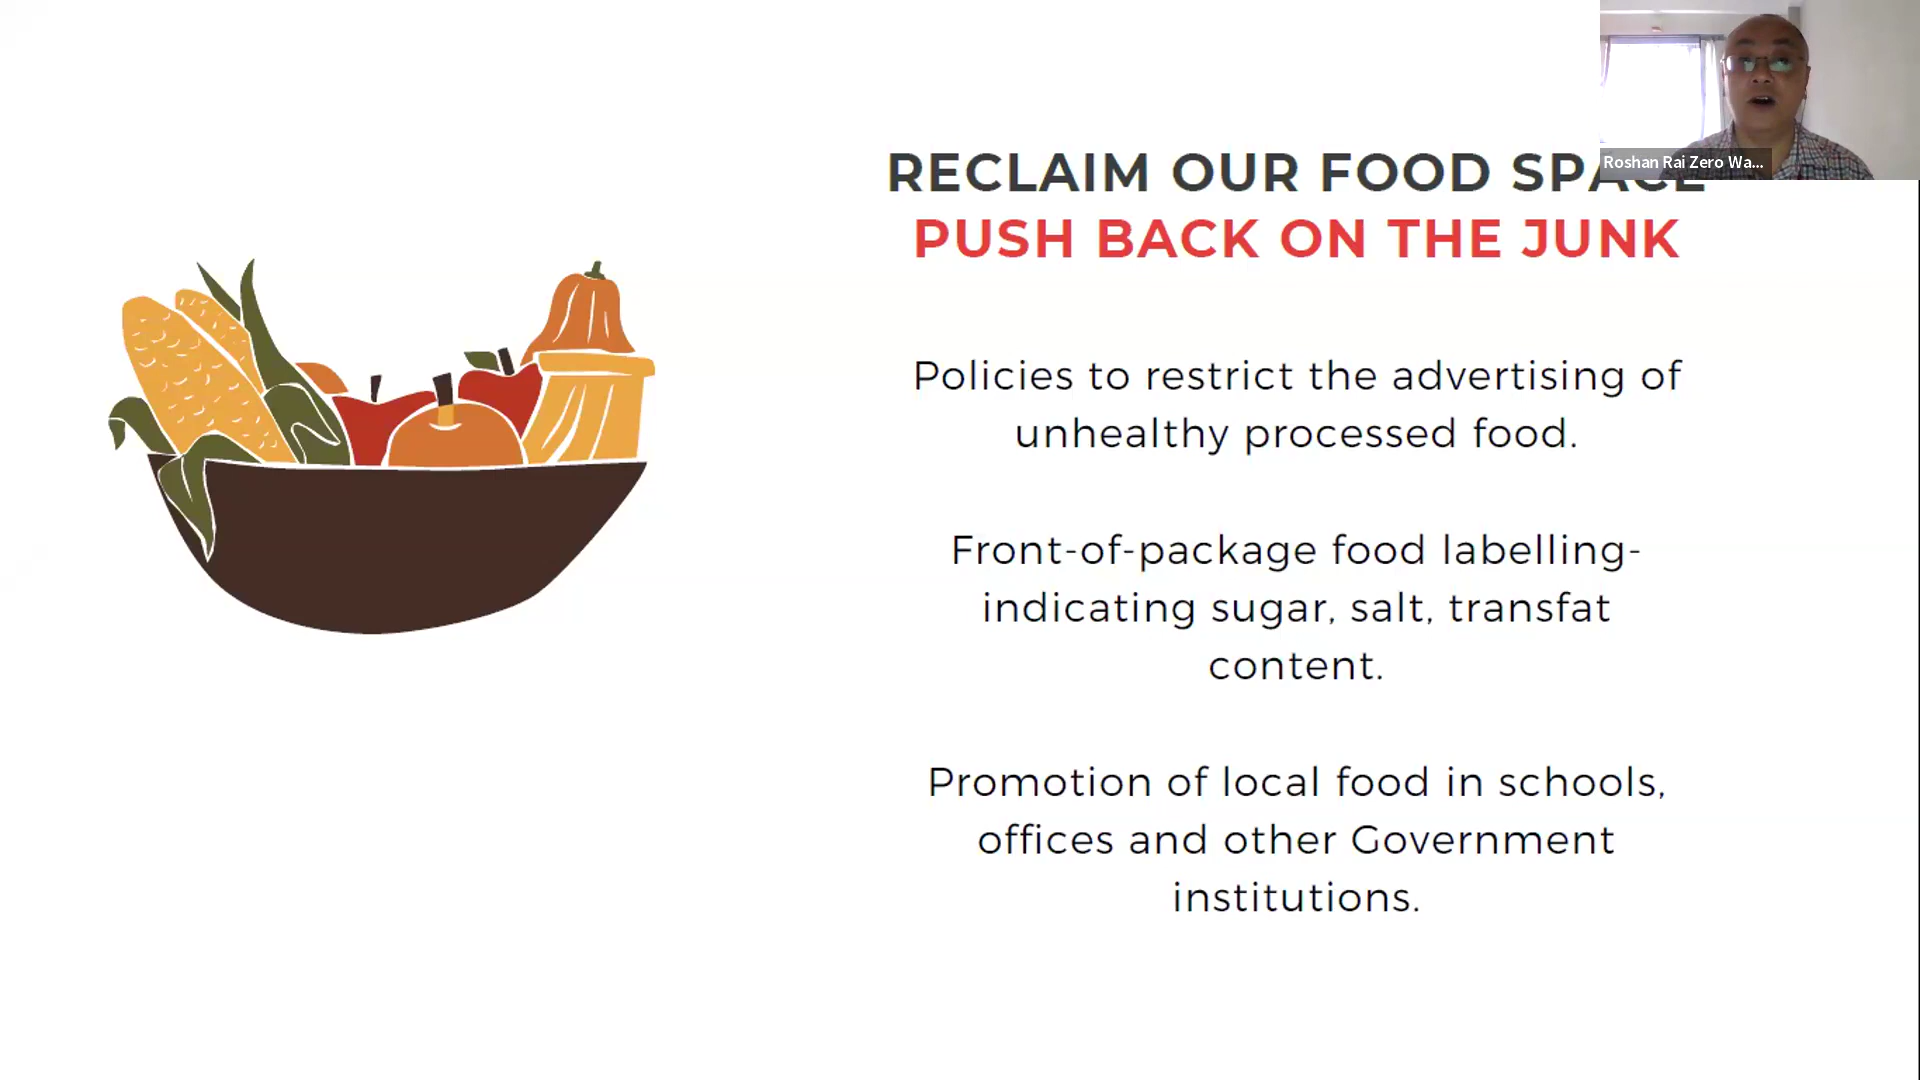 RECLAIM OUR FOOD SPACE
PUSH BACK ON THE JUNK
Policies to restrict the advertising of
unhealthy processed food.
Front-of-package food labelling-
indicating sugar, salt, transfat
content.
Promotion of local food in schools,
offices and other Government
institutions.
Roshan Rai Zero Wa...